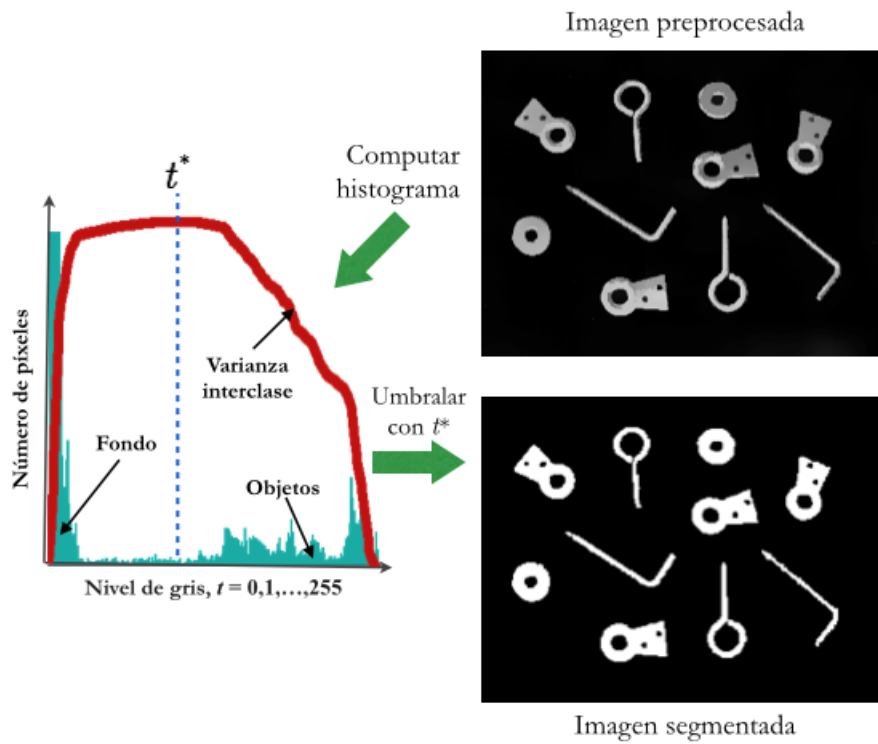 Imagen preprocesada
Computar
histograma
t*
Número de píxeles
Varianza
interclase
Fondo
Objetos
Nivel de gris, t = 0,1,...,255
Umbralar
con t*
Imagen segmentada